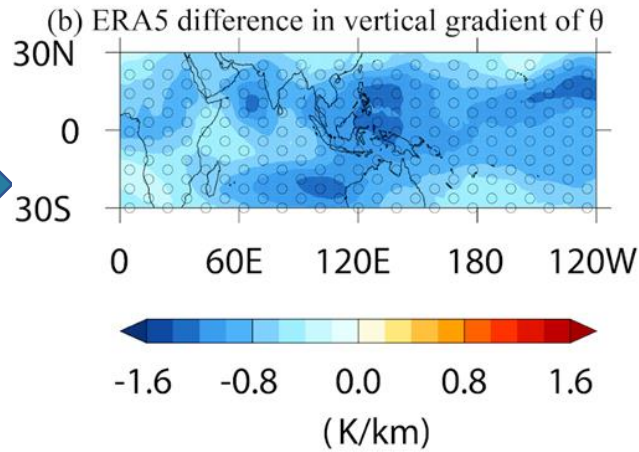 (b) ERA5 difference in vertical gradient of θ
30N
0
30S
0 60E 120E 180 120W
-1.6 -0.8 0.0 0.8 1.6
(K/km)